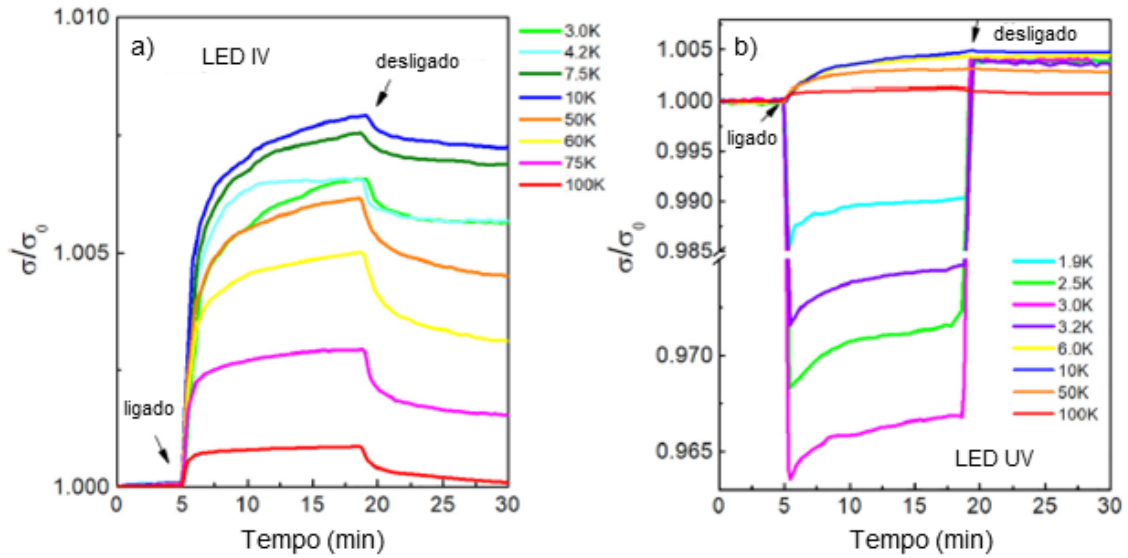 a)
LED IV
desligado
ligado
1.010
1.005
1.000
σ/σ0
0
5
10
15
20
25
30
Tempo (min)
3.0K
4.2K
7.5K
10K
50K
60K
75K
100K
b)
desligado
ligado
1.005
1.000
0.995
0.990
0.985
0.970
0.965
σ/σ0
1.9K
2.5K
3.0K
3.2K
6.0K
10K
50K
100K
LED UV
0
5
10
15
20
25
30
Tempo (min)